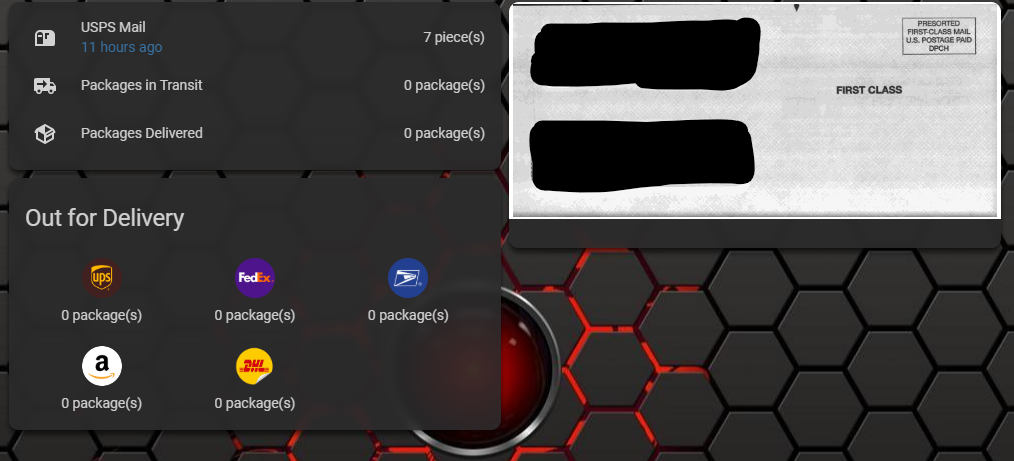 USPS Mail
11 hours ago
7 piece(s)
Packages in Transit
0 package(s)
Packages Delivered
0 package(s)
Out for Delivery
ups
FedEx
0 package(s)
0 package(s)
0 package(s)
a
DHL
0 package(s)
0 package(s)
PRESORTED
FIRST-CLASS MAIL
U.S. POSTAGE PAID
DPCH
FIRST CLASS